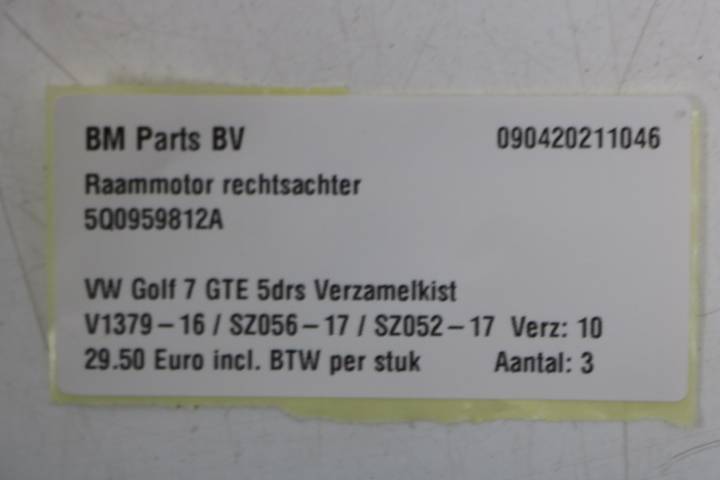 BM Parts BV 090420211046
Raammotor rechtsachter
5Q0959812A
VW Golf 7 GTE 5drs Verzamelkist
V1379-16 / SZ056-17 / SZ052-17 Verz: 10
29.50 Euro incl. BTW per stuk Aantal: 3